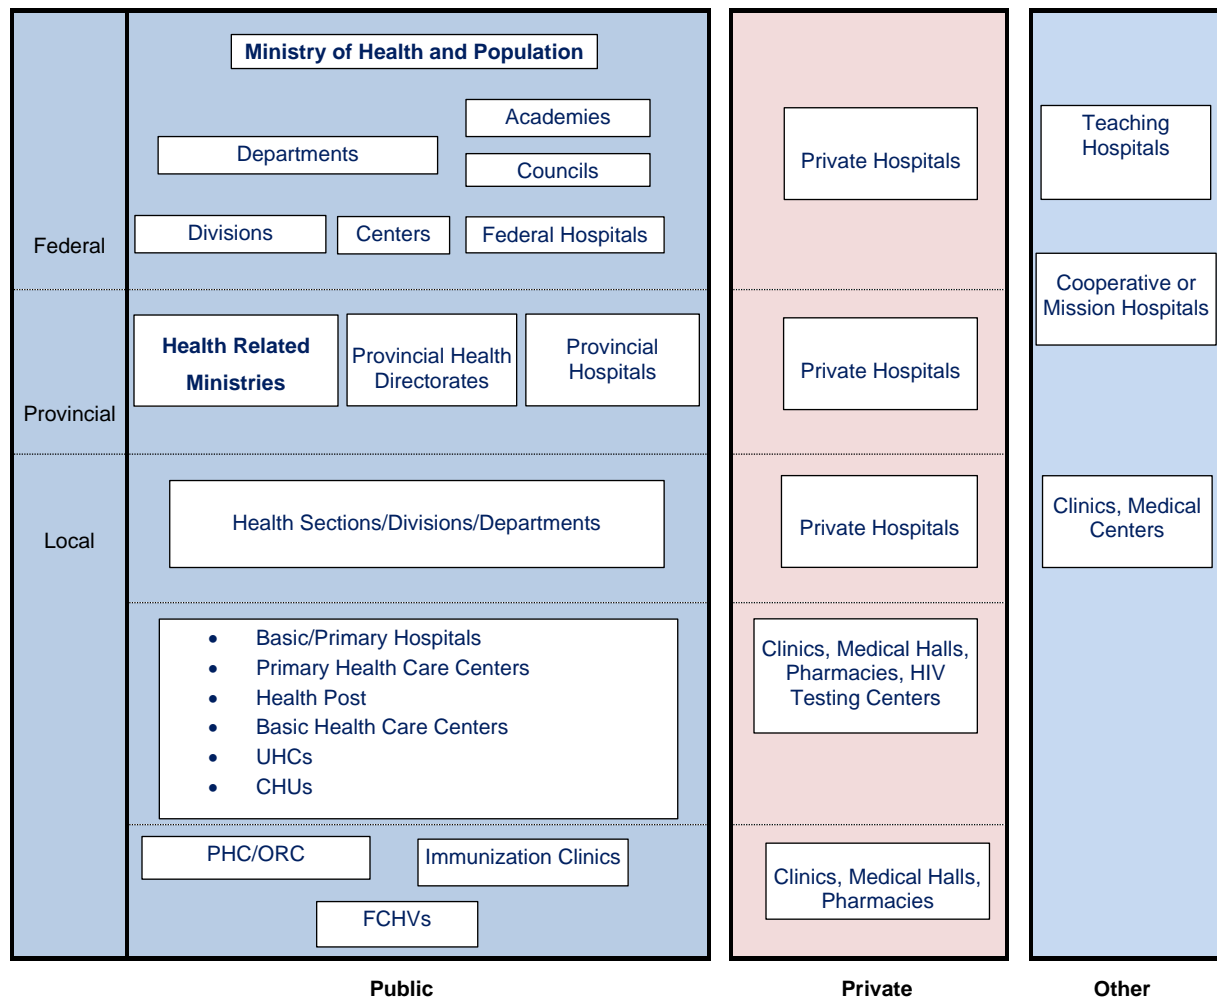 Ministry of Health and Population
Academies
Departments
Councils
Divisions
Centers
Federal Hospitals
Federal
Private Hospitals
Teaching
Hospitals
Cooperative or
Mission Hospitals
Health Related
Ministries
Provincial Health
Directorates
Provincial
Hospitals
Provincial
Private Hospitals
Health Sections/Divisions/Departments
Local
Private Hospitals
Clinics, Medical
Centers
• Basic/Primary Hospitals
• Primary Health Care Centers
• Health Post
• Basic Health Care Centers
• UHCs
• CHUs
Clinics, Medical Halls,
Pharmacies, HIV
Testing Centers
PHC/ORC
Immunization Clinics
FCHVs
Clinics, Medical Halls,
Pharmacies
Public
Private
Other